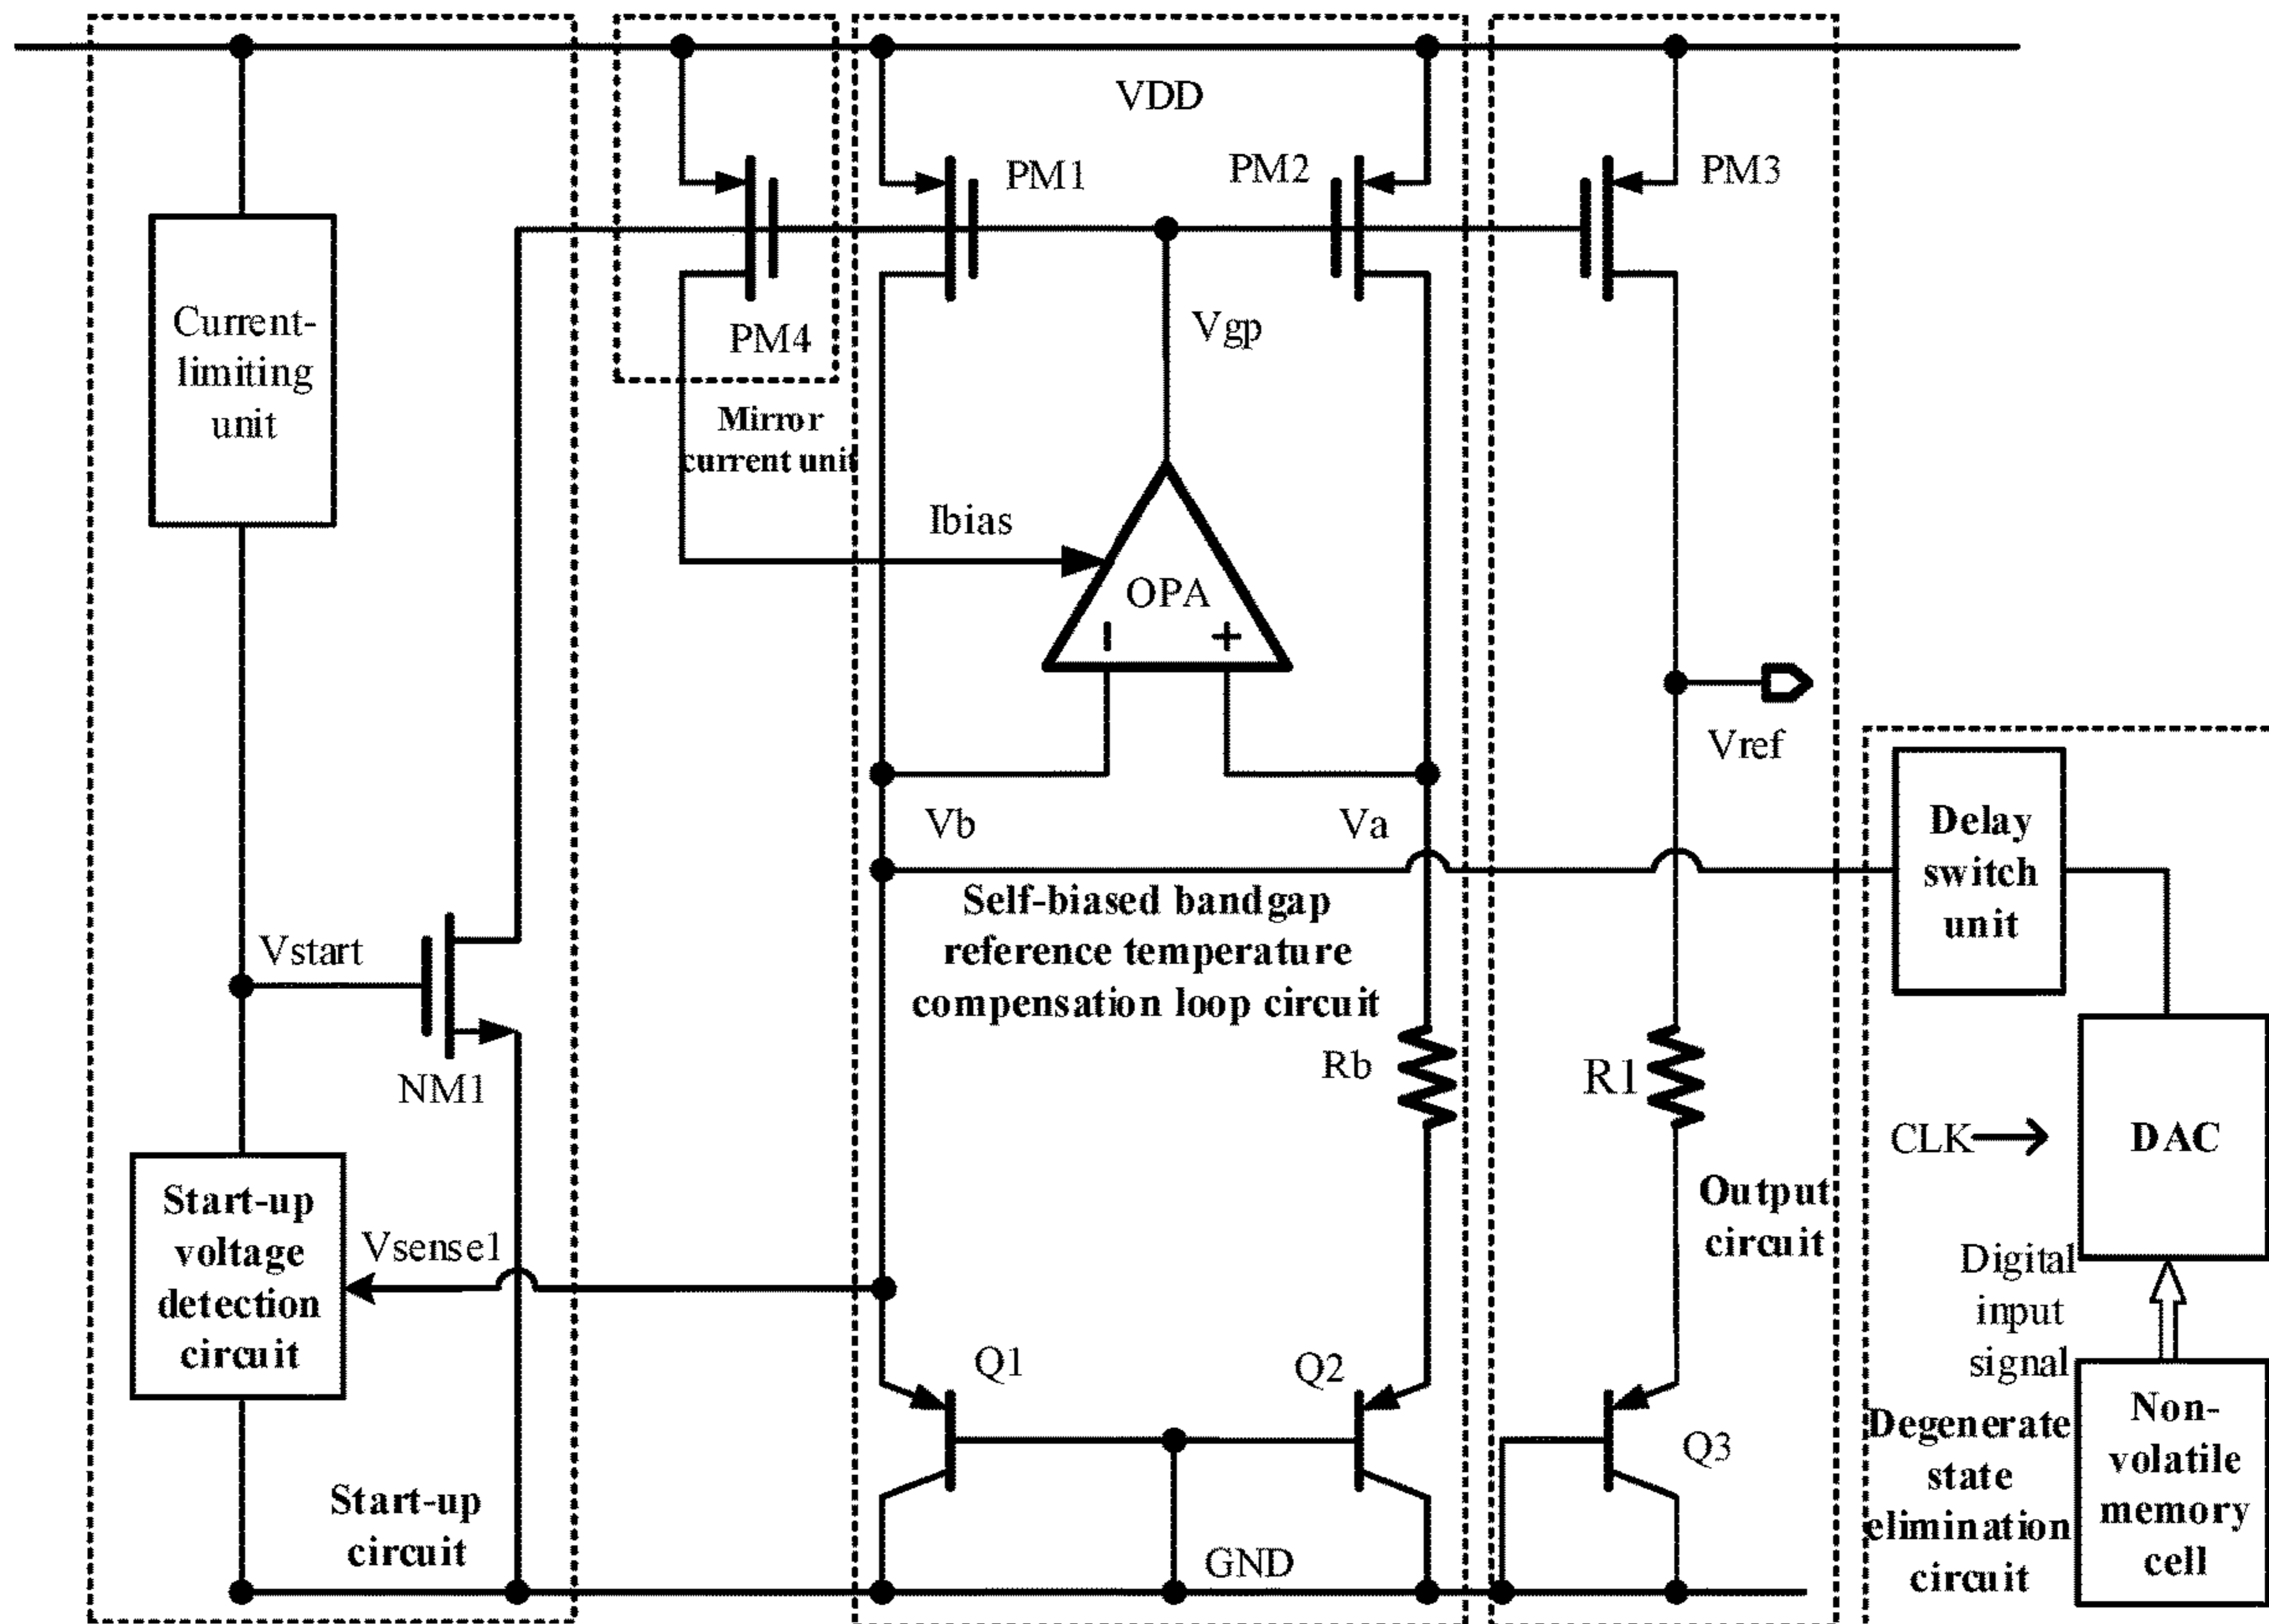 VDD
PM1
PM2
PM3
PM4
Vgp
Current-
limiting
unit
Mirror
current unit
Ibias
OPA
Vref
Vb
Va
Delay
switch
unit
Self-biased bandgap
reference temperature
compensation loop circuit
Vstart
NM1
Rb
R1
CLK
DAC
Start-up
voltage
detection
circuit
Vsense1
Output
circuit
Digital
input
signal
Q1
Q2
Q3
Degenerate
state
elimination
circuit
Non-
volatile
memory
cell
Start-up
circuit
GND